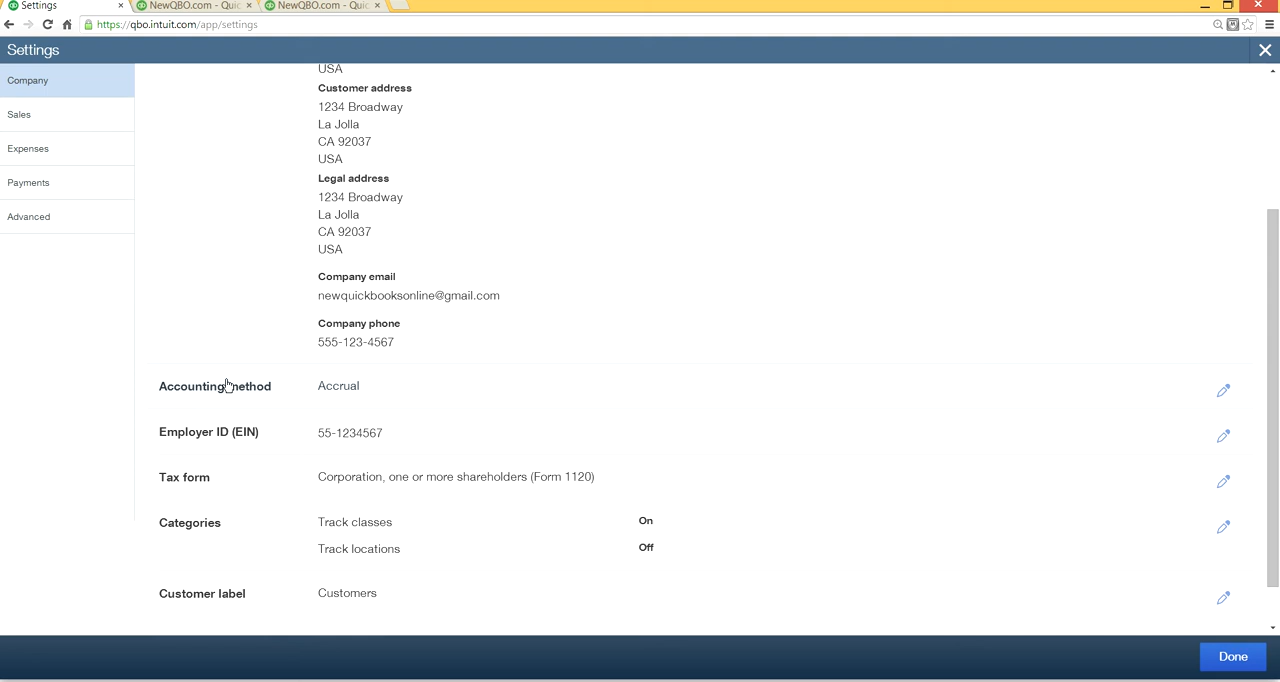 Settings
NewQBO.com - Quic
NewQBO.com - Quic
https://qbo.intuit.com/app/settings
Settings
Company
Sales
Expenses
Payments
Advanced
USA
Customer address
1234 Broadway
La Jolla
CA 92037
USA
Legal address
1234 Broadway
La Jolla
CA 92037
USA
Company email
newquickbooksonline@gmail.com
Company phone
555-123-4567
Accounting method Accrual
Employer ID (EIN) 55-1234567
Tax form Corporation, one or more shareholders (Form 1120)
Categories Track classes On
Track locations Off
Customer label Customers
Done